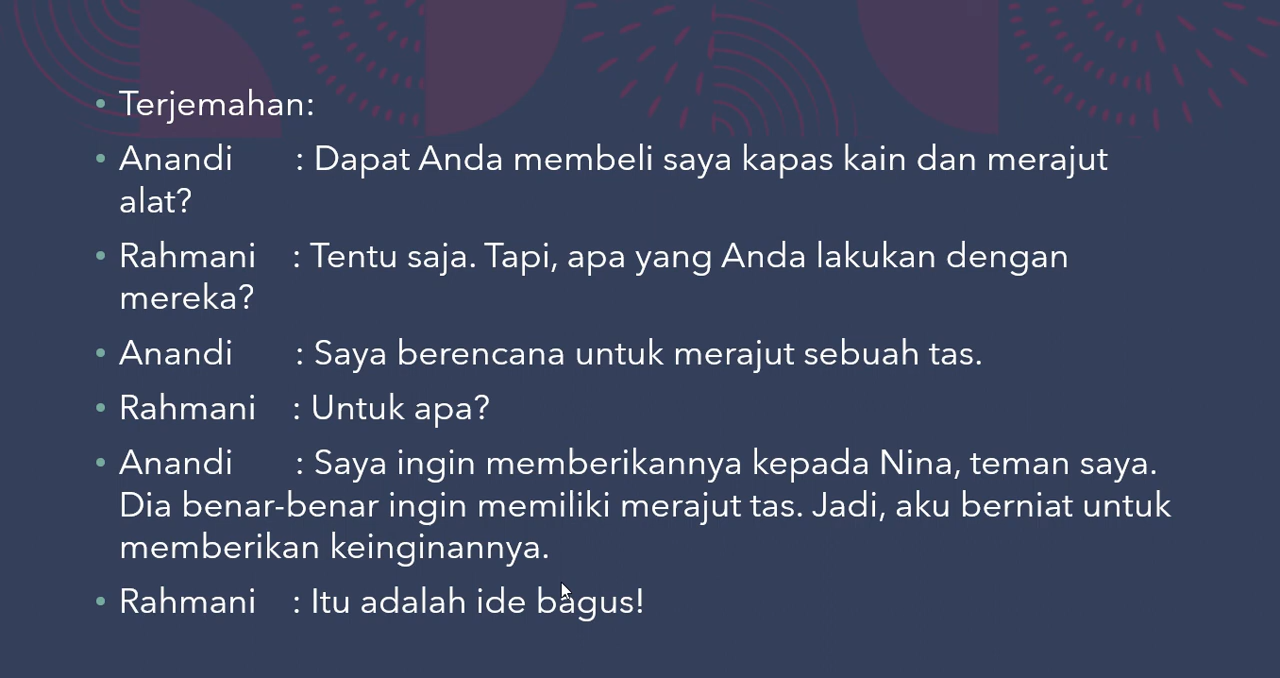 Terjemahan:
Anandi : Dapat Anda membeli saya kapas kain dan merajut
alat?
Rahmani : Tentu saja. Tapi, apa yang Anda lakukan dengan
mereka?
Anandi : Saya berencana untuk merajut sebuah tas.
Rahmani : Untuk apa?
Anandi : Saya ingin memberikannya kepada Nina, teman saya.
Dia benar-benar ingin memiliki merajut tas. Jadi, aku berniat untuk
memberikan keinginannya.
Rahmani : Itu adalah ide bagus!